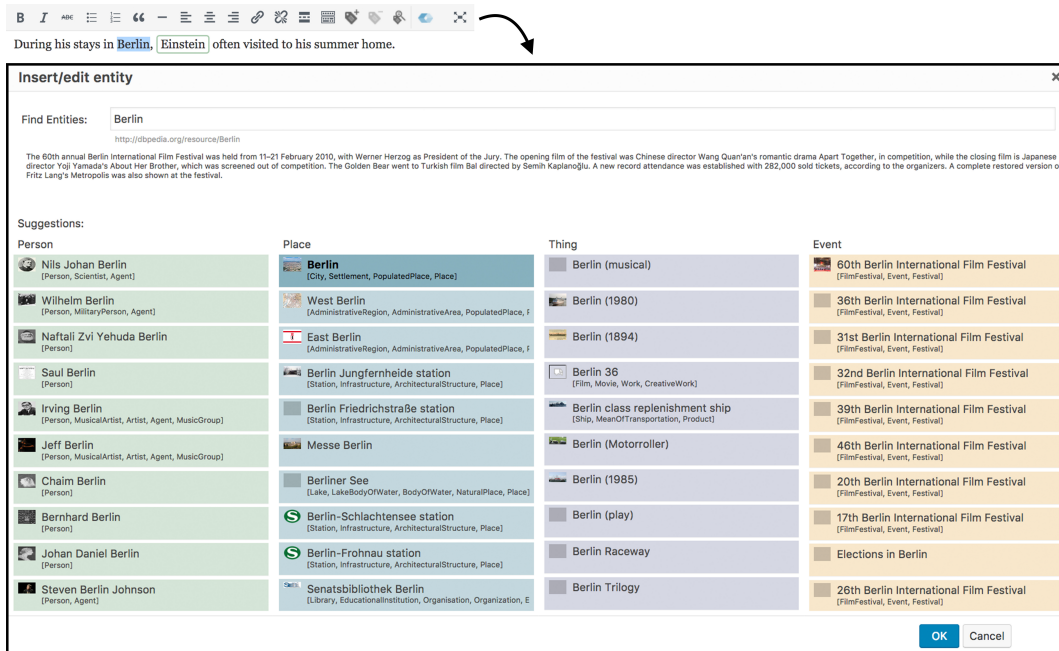 B I ABC
During his stays in Berlin, Einstein often visited to his summer home.
Insert/edit entity
Find Entities: Berlin
http://dbpedia.org/resource/Berlin
The 60th annual Berlin International Film Festival was held from 11–21 February 2010, with Werner Herzog as President of the Jury. The opening film of the festival was Chinese director Wang Quan'an's romantic drama Apart Together, in competition, while the closing film is Japanese
director Yoji Yamada's About Her Brother, which was screened out of competition. The Golden Bear went to Turkish film Bal directed by Semih Kaplanoğlu. A new record attendance was established with 282,000 sold tickets, according to the organizers. A complete restored version o
Fritz Lang's Metropolis was also shown at the festival.
Suggestions:
Person
Nils Johan Berlin
[Person, Scientist, Agent]
Wilhelm Berlin
[Person, MilitaryPerson, Agent]
Naftali Zvi Yehuda Berlin
[Person]
Saul Berlin
[Person]
Irving Berlin
[Person, MusicalArtist, Artist, Agent, MusicGroup]
Jeff Berlin
[Person, MusicalArtist, Artist, Agent, MusicGroup]
Chaim Berlin
[Person]
Bernhard Berlin
[Person]
Johan Daniel Berlin
[Person]
Steven Berlin Johnson
[Person, Agent]
Place
Berlin
[City, Settlement, PopulatedPlace, Place]
West Berlin
[AdministrativeRegion, AdministrativeArea, PopulatedPlace, F
East Berlin
[AdministrativeRegion, AdministrativeArea, PopulatedPlace, F
Berlin Jungfernheide station
[Station, Infrastructure, ArchitecturalStructure, Place]
Berlin Friedrichstraße station
[Station, Infrastructure, ArchitecturalStructure, Place]
Messe Berlin
Berliner See
[Lake, LakeBodyOfWater, BodyOfWater, NaturalPlace, Place]
Berlin-Schlachtensee station
[Station, Infrastructure, ArchitecturalStructure, Place]
Berlin-Frohnau station
[Station, Infrastructure, ArchitecturalStructure, Place]
Senatsbibliothek Berlin
[Library, EducationalInstitution, Organisation, Organization, E
Thing
Berlin (musical)
Berlin (1980)
Berlin (1894)
Berlin 36
[Film, Movie, Work, CreativeWork]
Berlin class replenishment ship
[Ship, MeanOfTransportation, Product]
Berlin (Motorroller)
Berlin (1985)
Berlin (play)
Berlin Raceway
Berlin Trilogy
Event
60th Berlin International Film Festival
[FilmFestival, Event, Festival]
36th Berlin International Film Festival
[FilmFestival, Event, Festival]
31st Berlin International Film Festival
[FilmFestival, Event, Festival]
32nd Berlin International Film Festival
[FilmFestival, Event, Festival]
39th Berlin International Film Festival
[FilmFestival, Event, Festival]
46th Berlin International Film Festival
[FilmFestival, Event, Festival]
20th Berlin International Film Festival
[FilmFestival, Event, Festival]
17th Berlin International Film Festival
[FilmFestival, Event, Festival]
Elections in Berlin
26th Berlin International Film Festival
[FilmFestival, Event, Festival]
OK Cancel